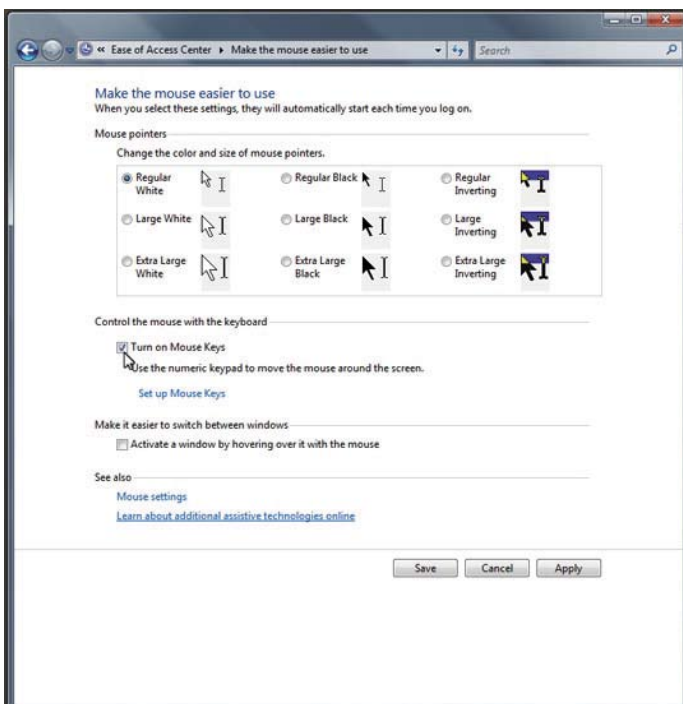 « Ease of Access Center ▸ Make the mouse easier to use
Search
Make the mouse easier to use
When you select these settings, they will automatically start each time you log on.
Mouse pointers
Change the color and size of mouse pointers.
Regular White
Regular Black
Regular Inverting
Large White
Large Black
Large Inverting
Extra Large White
Extra Large Black
Extra Large Inverting
Control the mouse with the keyboard
Turn on Mouse Keys
Use the numeric keypad to move the mouse around the screen.
Set up Mouse Keys
Make it easier to switch between windows
Activate a window by hovering over it with the mouse
See also
Mouse settings
Learn about additional assistive technologies online
Save Cancel Apply